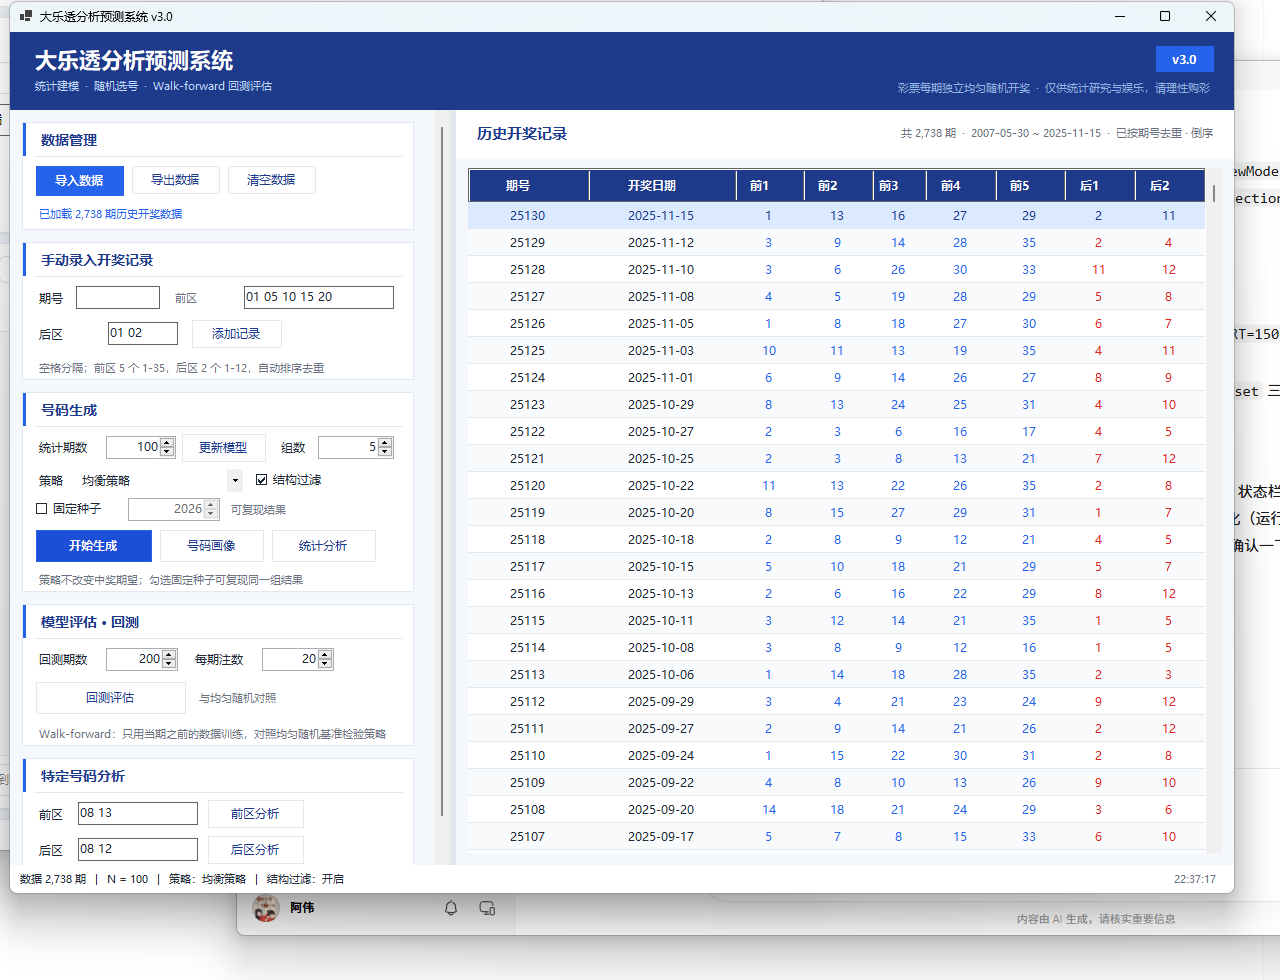 大乐透分析预测系统 v3.0
大乐透分析预测系统
统计建模 · 随机选号 · Walk-forward 回测评估
v3.0
彩票每期独立均匀随机开奖 · 仅供统计研究与娱乐，请理性购彩
数据管理
导入数据 导出数据 清空数据
已加载 2,738 期历史开奖数据
手动录入开奖记录
期号 前区 01 05 10 15 20
后区 01 02 添加记录
空格分隔；前区 5 个 1-35，后区 2 个 1-12，自动排序去重
号码生成
统计期数 100 更新模型 组数 5
策略 均衡策略 结构过滤
固定种子 2026 可复现结果
开始生成 号码画像 统计分析
策略不改变中奖期望；勾选固定种子可复现同一组结果
模型评估 • 回测
回测期数 200 每期注数 20
回测评估 与均匀随机对照
Walk-forward：只用当期之前的数据训练，对照均匀随机基准检验策略
特定号码分析
前区 08 13 前区分析
后区 08 12 后区分析
历史开奖记录
共 2,738 期 · 2007-05-30 ~ 2025-11-15 · 已按期号去重 · 倒序
期号 开奖日期 前1 前2 前3 前4 前5 后1 后2
25130 2025-11-15 1 13 16 27 29 2 11
25129 2025-11-12 3 9 14 28 35 2 4
25128 2025-11-10 3 6 26 30 33 11 12
25127 2025-11-08 4 5 19 28 29 5 8
25126 2025-11-05 1 8 18 27 30 6 7
25125 2025-11-03 10 11 13 19 35 4 11
25124 2025-11-01 6 9 14 26 27 8 9
25123 2025-10-29 8 13 24 25 31 4 10
25122 2025-10-27 2 3 6 16 17 4 5
25121 2025-10-25 2 3 8 13 21 7 12
25120 2025-10-22 11 13 22 26 35 2 8
25119 2025-10-20 8 15 27 29 31 1 7
25118 2025-10-18 2 8 9 12 21 4 5
25117 2025-10-15 5 10 18 21 29 5 7
25116 2025-10-13 2 6 16 22 29 8 12
25115 2025-10-11 3 12 14 21 35 1 5
25114 2025-10-08 3 8 9 12 16 1 5
25113 2025-10-06 1 14 18 28 35 2 3
25112 2025-09-29 3 4 21 23 24 9 12
25111 2025-09-27 2 9 14 21 26 2 12
25110 2025-09-24 1 15 22 30 31 2 8
25109 2025-09-22 4 8 10 13 26 9 10
25108 2025-09-20 14 18 21 24 29 3 6
25107 2025-09-17 5 7 8 15 33 6 10
数据 2,738 期 | N = 100 | 策略：均衡策略 | 结构过滤：开启
22:37:17
ewMode
ection
RT=150
set 三
状态栏
化（运行
确认一下
到
阿伟
内容由 AI 生成，请核实重要信息